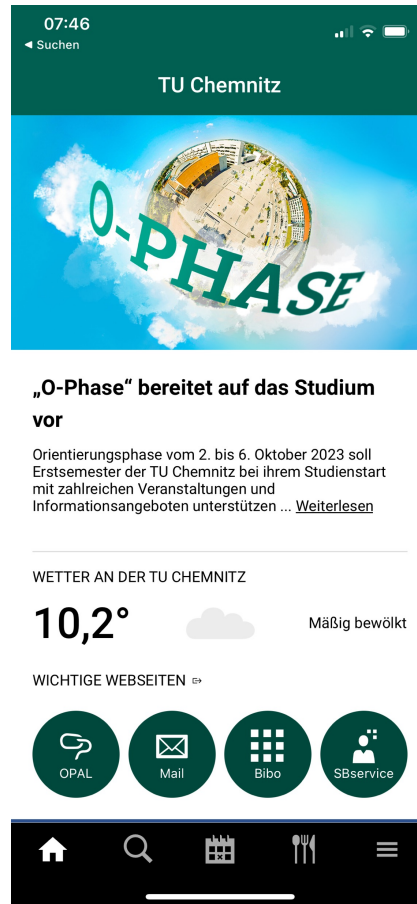 07:46
◀ Suchen
TU Chemnitz
O-PHASE
„O-Phase“ bereitet auf das Studium
vor
Orientierungsphase vom 2. bis 6. Oktober 2023 soll
Erstsemester der TU Chemnitz bei ihrem Studienstart
mit zahlreichen Veranstaltungen und
Informationsangeboten unterstützen ... Weiterlesen
WETTER AN DER TU CHEMNITZ
10,2°
Mäßig bewölkt
WICHTIGE WEBSEITEN
OPAL
Mail
Bibo
SBservice